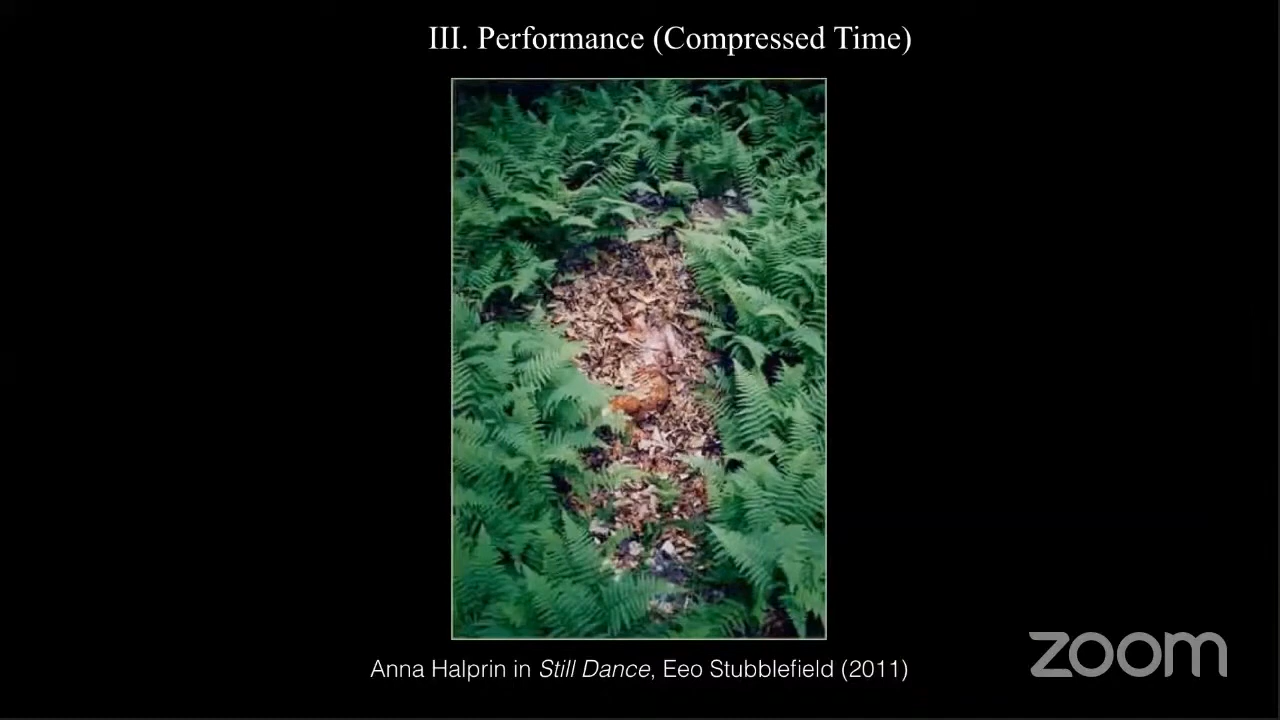 III. Performance (Compressed Time)
Anna Halprin in Still Dance, Eeo Stubblefield (2011)
zoom